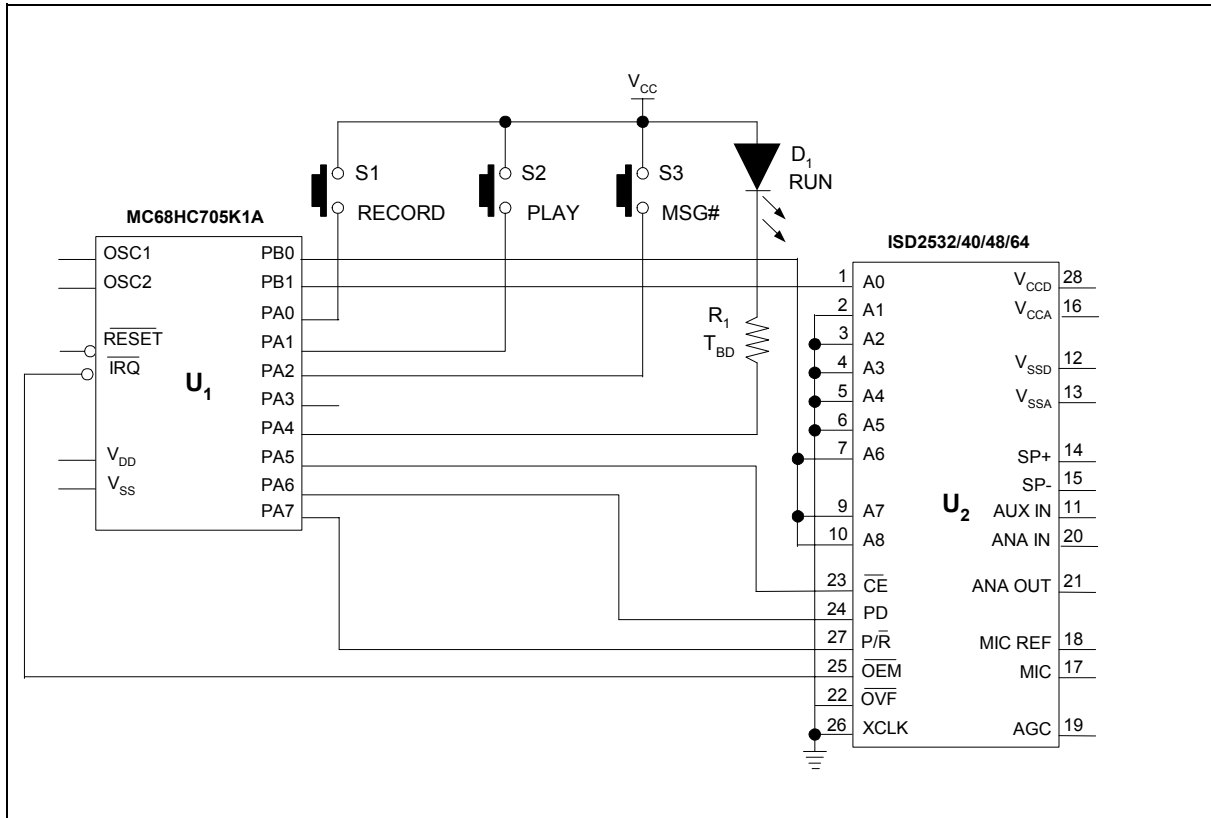 VCC
S1
RECORD
S2
PLAY
S3
MSG#
D1
RUN
R1
TBD
MC68HC705K1A
OSC1
OSC2
RESET
IRQ
VDD
VSS
U1
PB0
PB1
PA0
PA1
PA2
PA3
PA4
PA5
PA6
PA7
ISD2532/40/48/64
1 A0
2 A1
3 A2
4 A3
5 A4
6 A5
7 A6
9 A7
10 A8
23 CE
24 PD
27 P/R
25 OEM
22 OVF
26 XCLK
U2
VCCD 28
VCCA 16
VSSD 12
VSSA 13
SP+ 14
SP- 15
AUX IN 11
ANA IN 20
ANA OUT 21
MIC REF 18
MIC 17
AGC 19